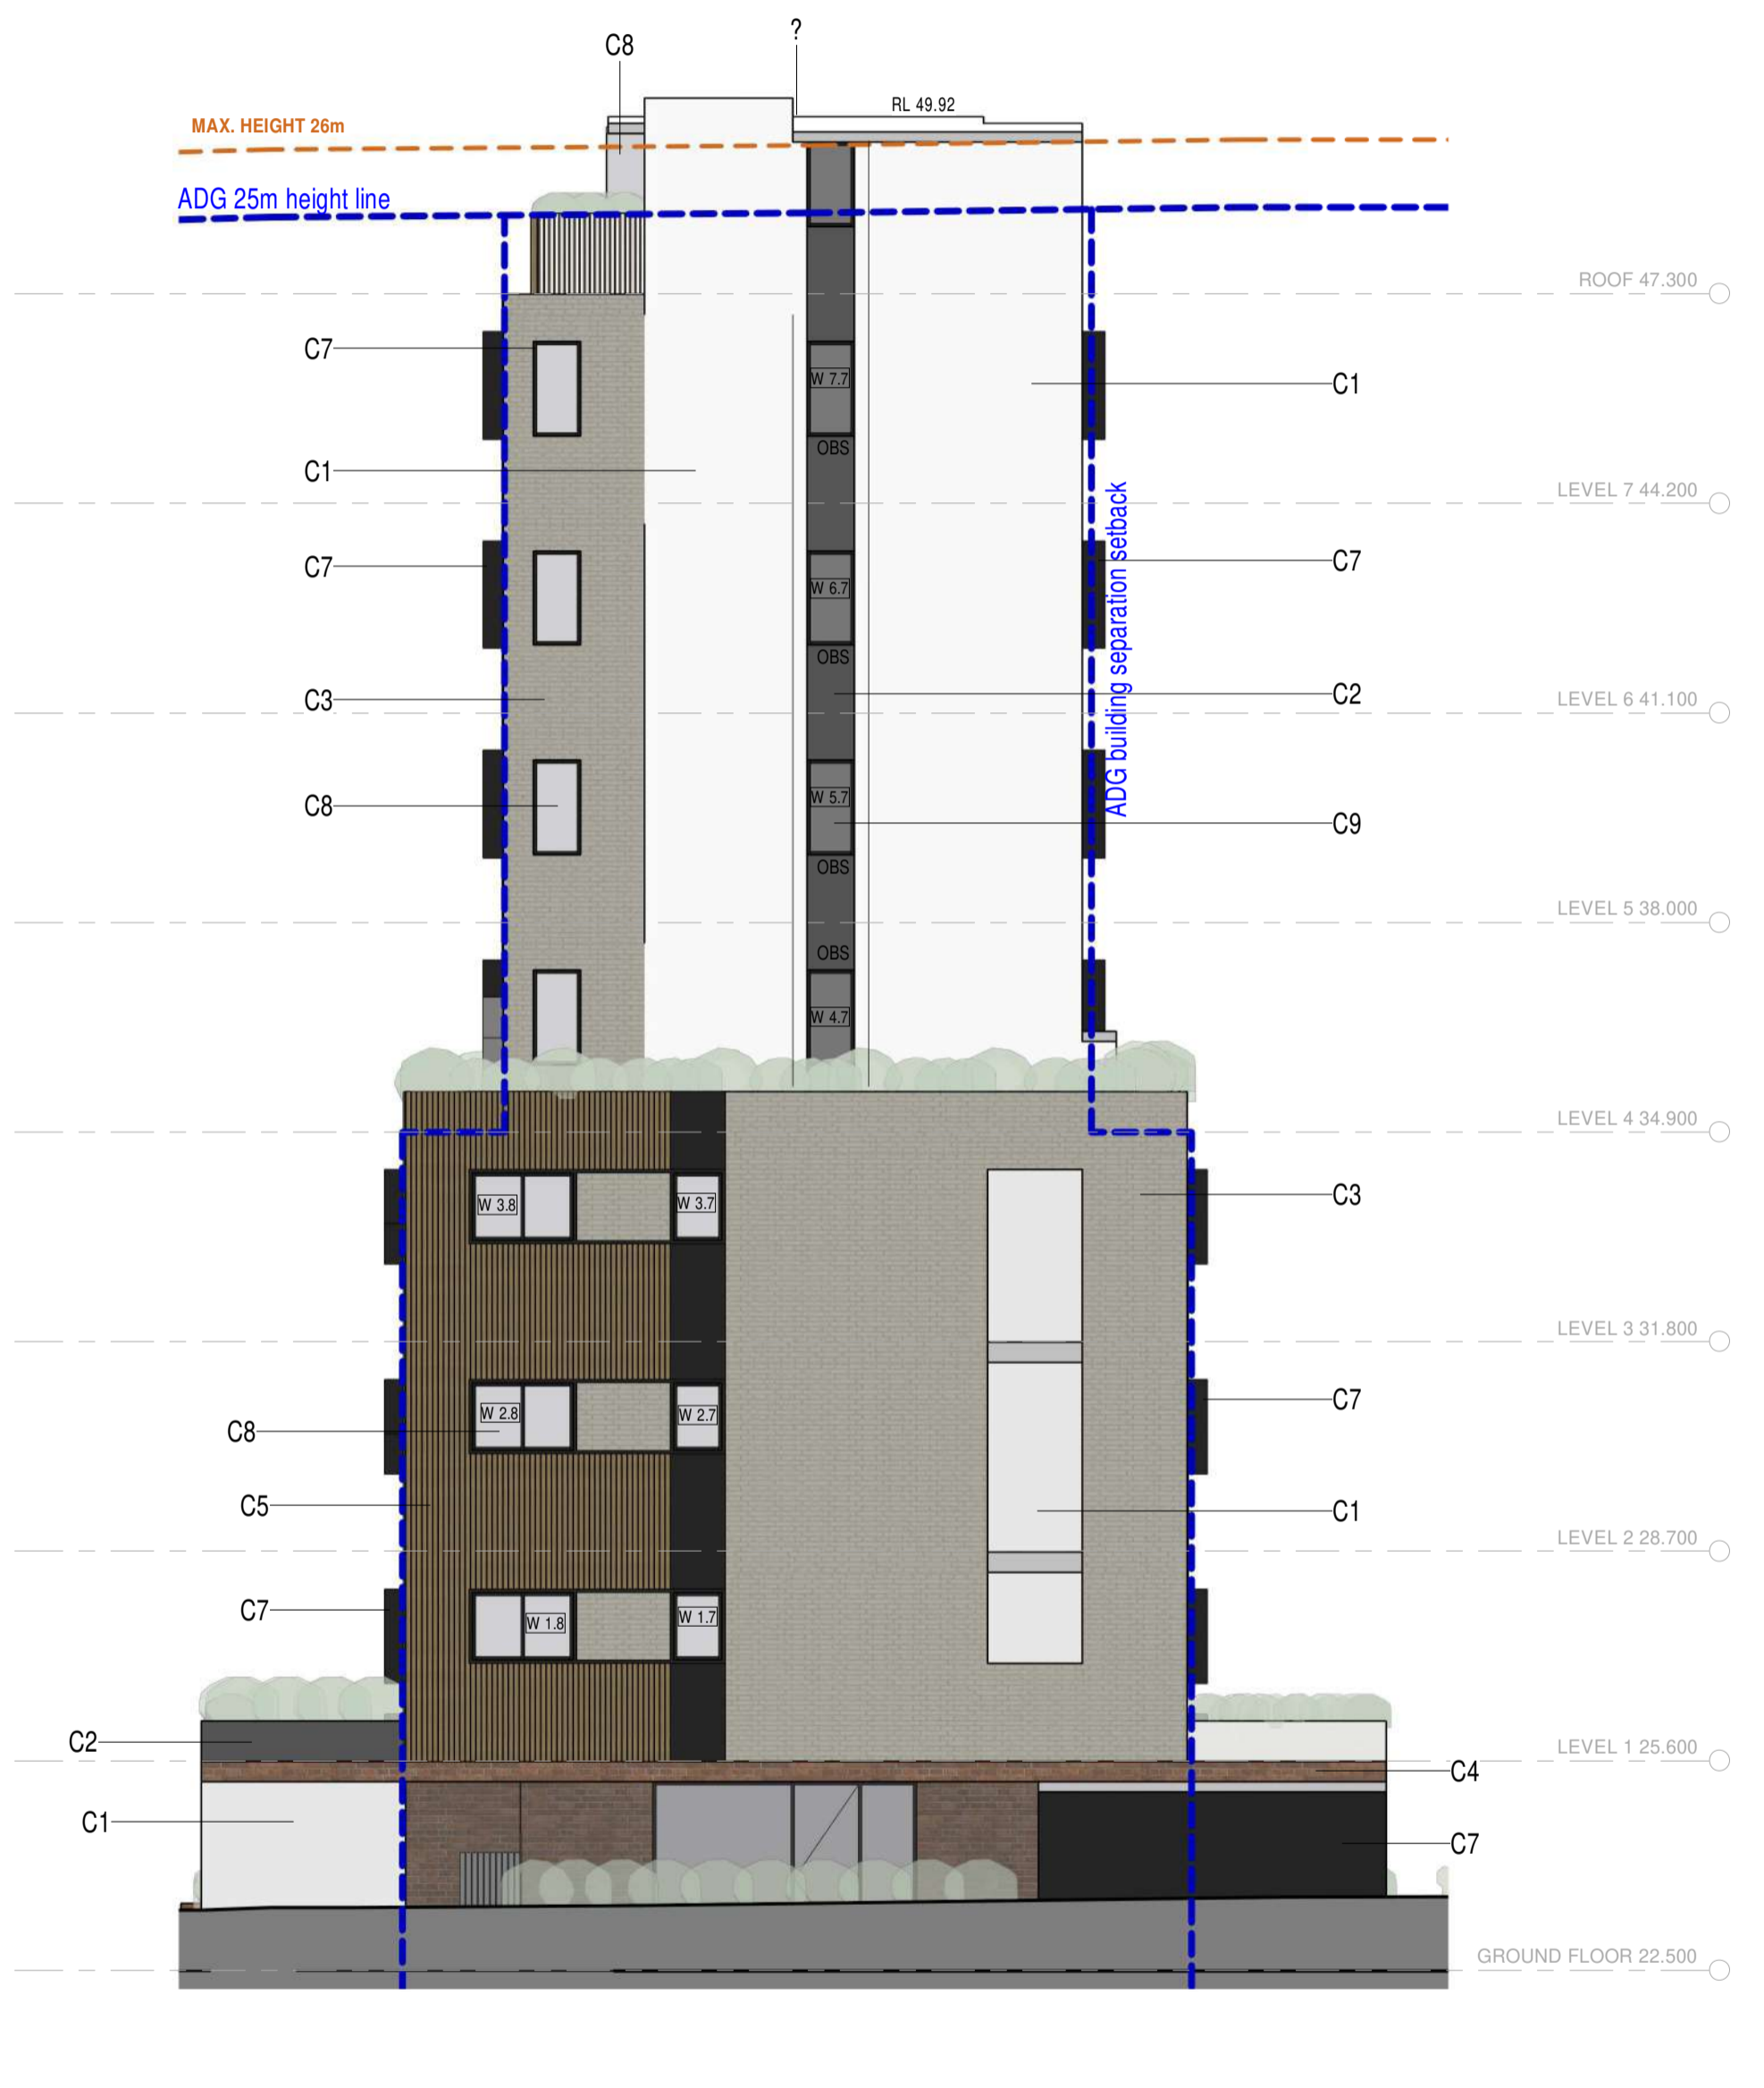 ?
C8
RL 49.92
MAX. HEIGHT 26m
ADG 25m height line
ROOF 47.300
C7
W 7.7
C1
OBS
C1
LEVEL 7 44.200
C7
C7
W 6.7
OBS
ADG building separation setback
C3
C2
LEVEL 6 41.100
C8
W 5.7
C9
OBS
LEVEL 5 38.000
OBS
W 4.7
LEVEL 4 34.900
W 3.8
W 3.7
C3
LEVEL 3 31.800
C7
W 2.8
W 2.7
C8
C5
C1
LEVEL 2 28.700
C7
W 1.8
W 1.7
C2
LEVEL 1 25.600
C4
C1
C7
GROUND FLOOR 22.500